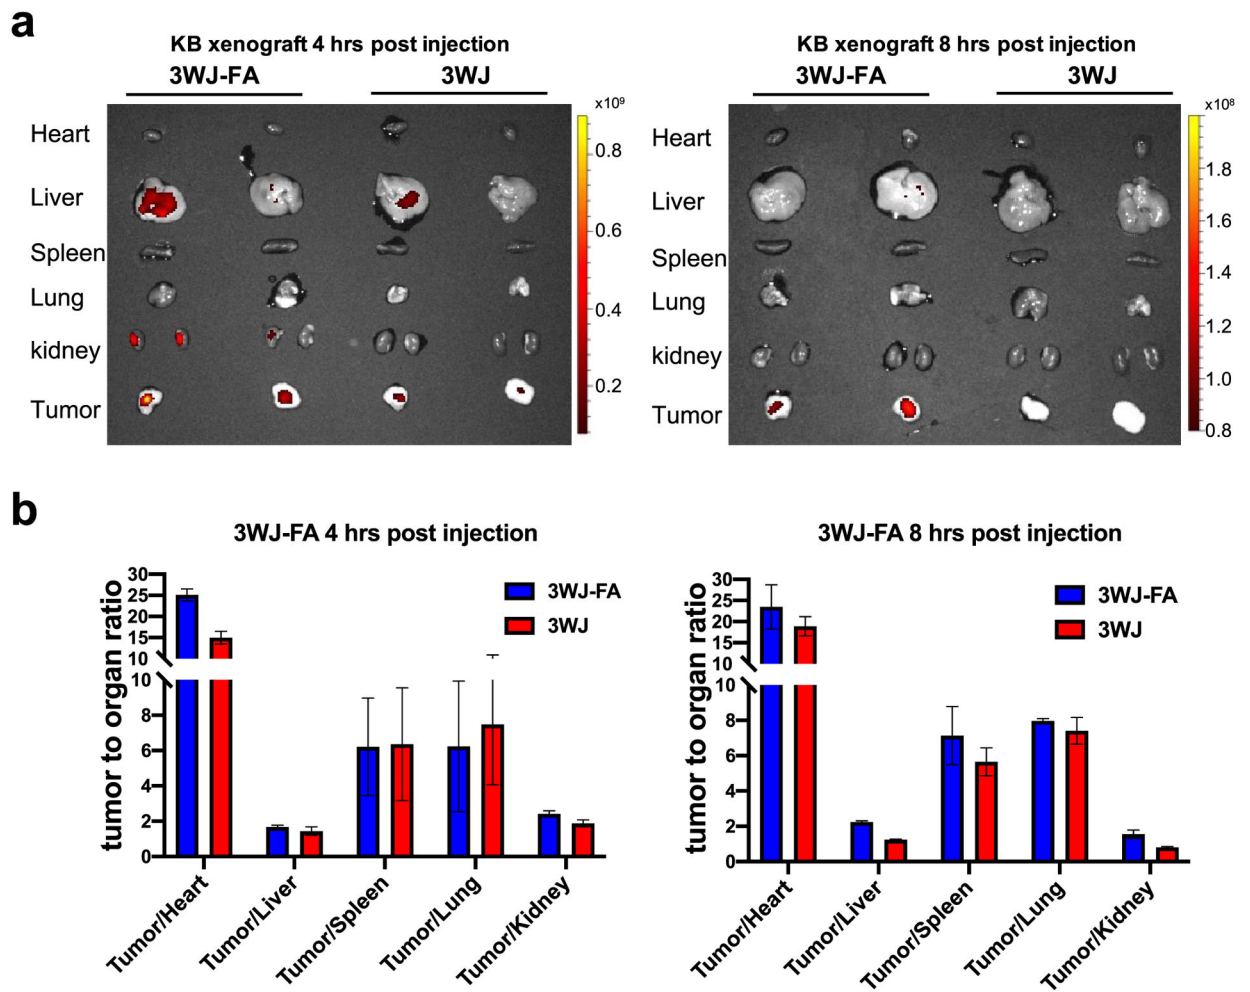 a
KB xenograft 4 hrs post injection
3WJ-FA 3WJ
x10⁹
Heart
Liver
Spleen
Lung
kidney
Tumor
0.8
0.6
0.4
0.2
KB xenograft 8 hrs post injection
3WJ-FA 3WJ
x10⁸
Heart
Liver
Spleen
Lung
kidney
Tumor
1.8
1.6
1.4
1.2
1.0
0.8
b
3WJ-FA 4 hrs post injection
tumor to organ ratio
30
25
20
15
10
10
8
6
4
2
0
3WJ-FA
3WJ
Tumor/Heart
Tumor/Liver
Tumor/Spleen
Tumor/Lung
Tumor/Kidney
3WJ-FA 8 hrs post injection
tumor to organ ratio
30
25
20
15
10
10
8
6
4
2
0
3WJ-FA
3WJ
Tumor/Heart
Tumor/Liver
Tumor/Spleen
Tumor/Lung
Tumor/Kidney